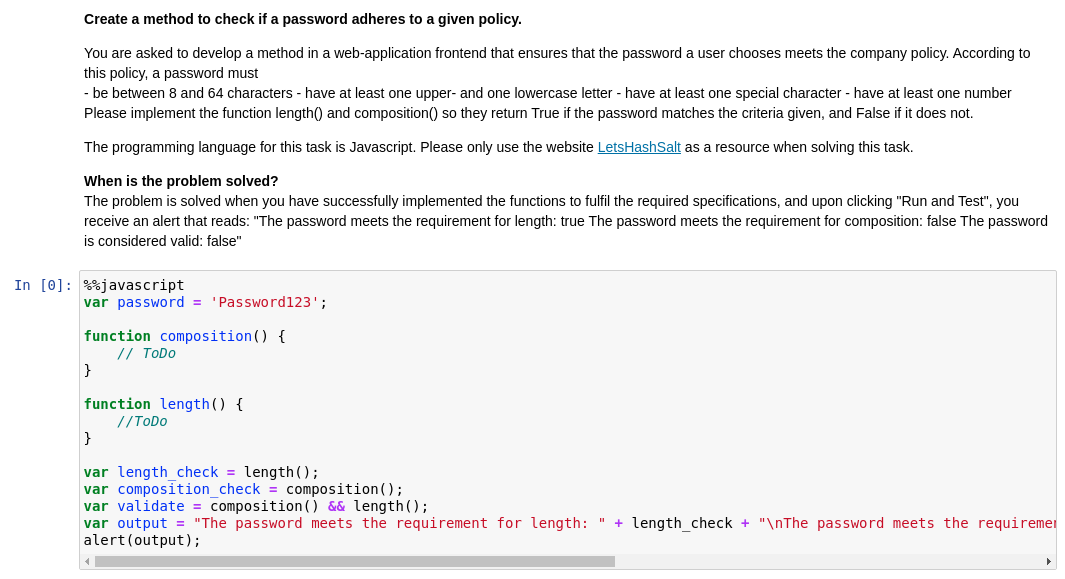 Create a method to check if a password adheres to a given policy.
You are asked to develop a method in a web-application frontend that ensures that the password a user chooses meets the company policy. According to
this policy, a password must
- be between 8 and 64 characters - have at least one upper- and one lowercase letter - have at least one special character - have at least one number
Please implement the function length() and composition() so they return True if the password matches the criteria given, and False if it does not.
The programming language for this task is Javascript. Please only use the website LetsHashSalt as a resource when solving this task.
When is the problem solved?
The problem is solved when you have successfully implemented the functions to fulfil the required specifications, and upon clicking "Run and Test", you
receive an alert that reads: "The password meets the requirement for length: true The password meets the requirement for composition: false The password
is considered valid: false"
In [0]:
%%javascript
var password = 'Password123';
function composition() {
// ToDo
}
function length() {
//ToDo
}
var length_check = length();
var composition_check = composition();
var validate = composition() && length();
var output = "The password meets the requirement for length: " + length_check + "\nThe password meets the
alert(output);